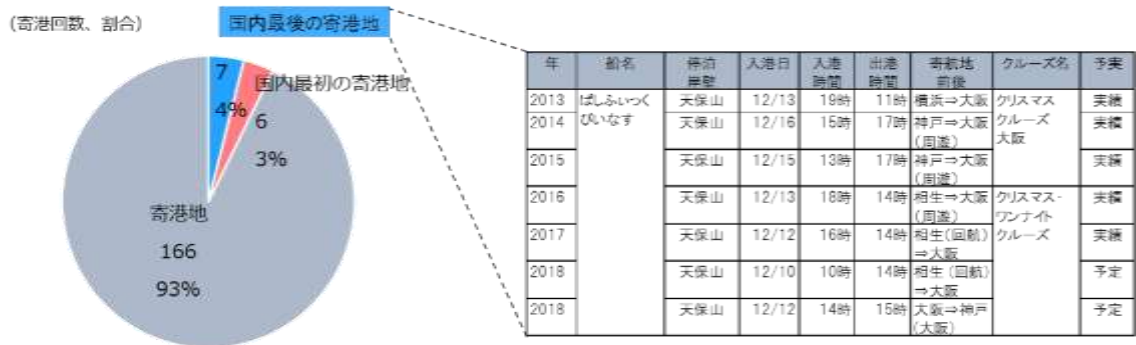 (寄港回数、割合)
国内最後の寄港地
7
4%
国内最初の寄港地
6
3%
寄港地
166
93%
年 船名 停泊岸壁 入港日 入港時間 出港時間 寄航地前後 クルーズ名 予実
2013 ぱしふぃっくびいなす 天保山 12/13 19時 11時 横浜⇒大阪 クリスマスクルーズ大阪 実績
2014 天保山 12/16 15時 17時 神戸⇒大阪(周遊) 実績
2015 天保山 12/15 13時 17時 神戸⇒大阪(周遊) 実績
2016 天保山 12/13 18時 14時 相生⇒大阪(周遊) クリスマス・ワンナイトクルーズ 実績
2017 天保山 12/12 16時 14時 相生(回航)⇒大阪 実績
2018 天保山 12/10 10時 14時 相生(回航)⇒大阪 予定
2018 天保山 12/12 14時 15時 大阪⇒神戸(大阪) 予定